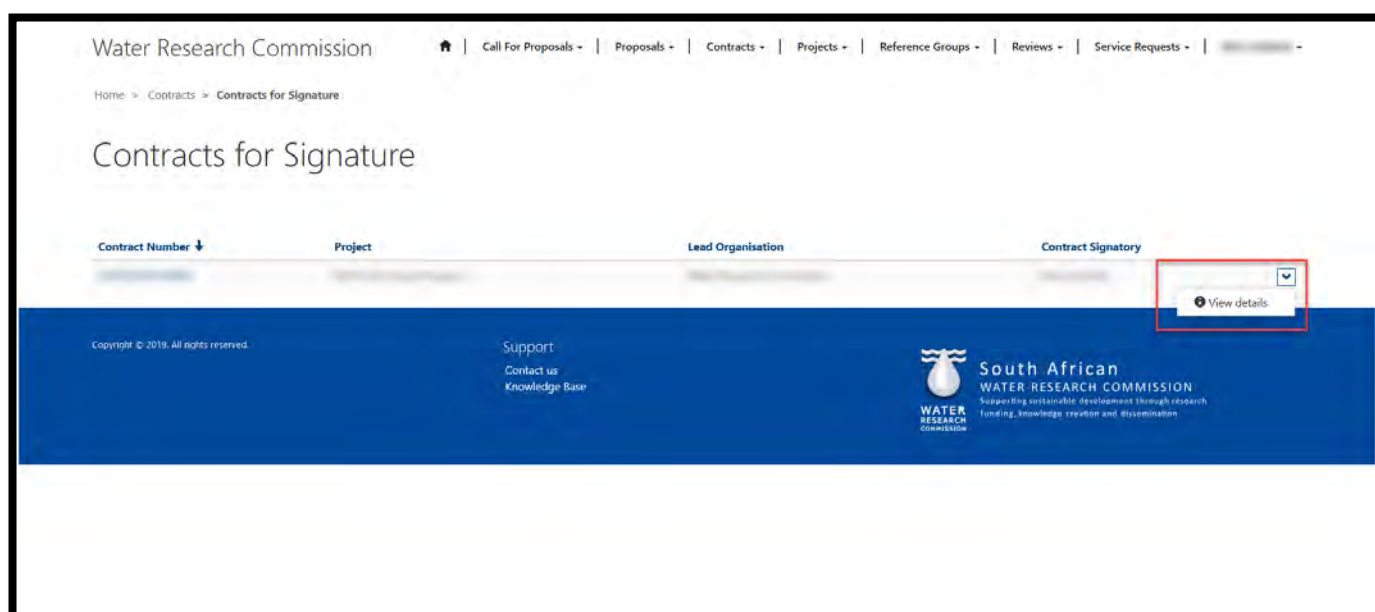 Water Research Commission
Call For Proposals
Proposals
Contracts
Projects
Reference Groups
Reviews
Service Requests
Home > Contracts > Contracts for Signature
Contracts for Signature
Contract Number Project Lead Organisation Contract Signatory
View details
Copyright © 2019. All rights reserved.
Support
Contact us
Knowledge Base
WATER
RESEARCH
COMMISSION
South African
WATER RESEARCH COMMISSION
Supporting sustainable development through research
funding, knowledge creation and dissemination